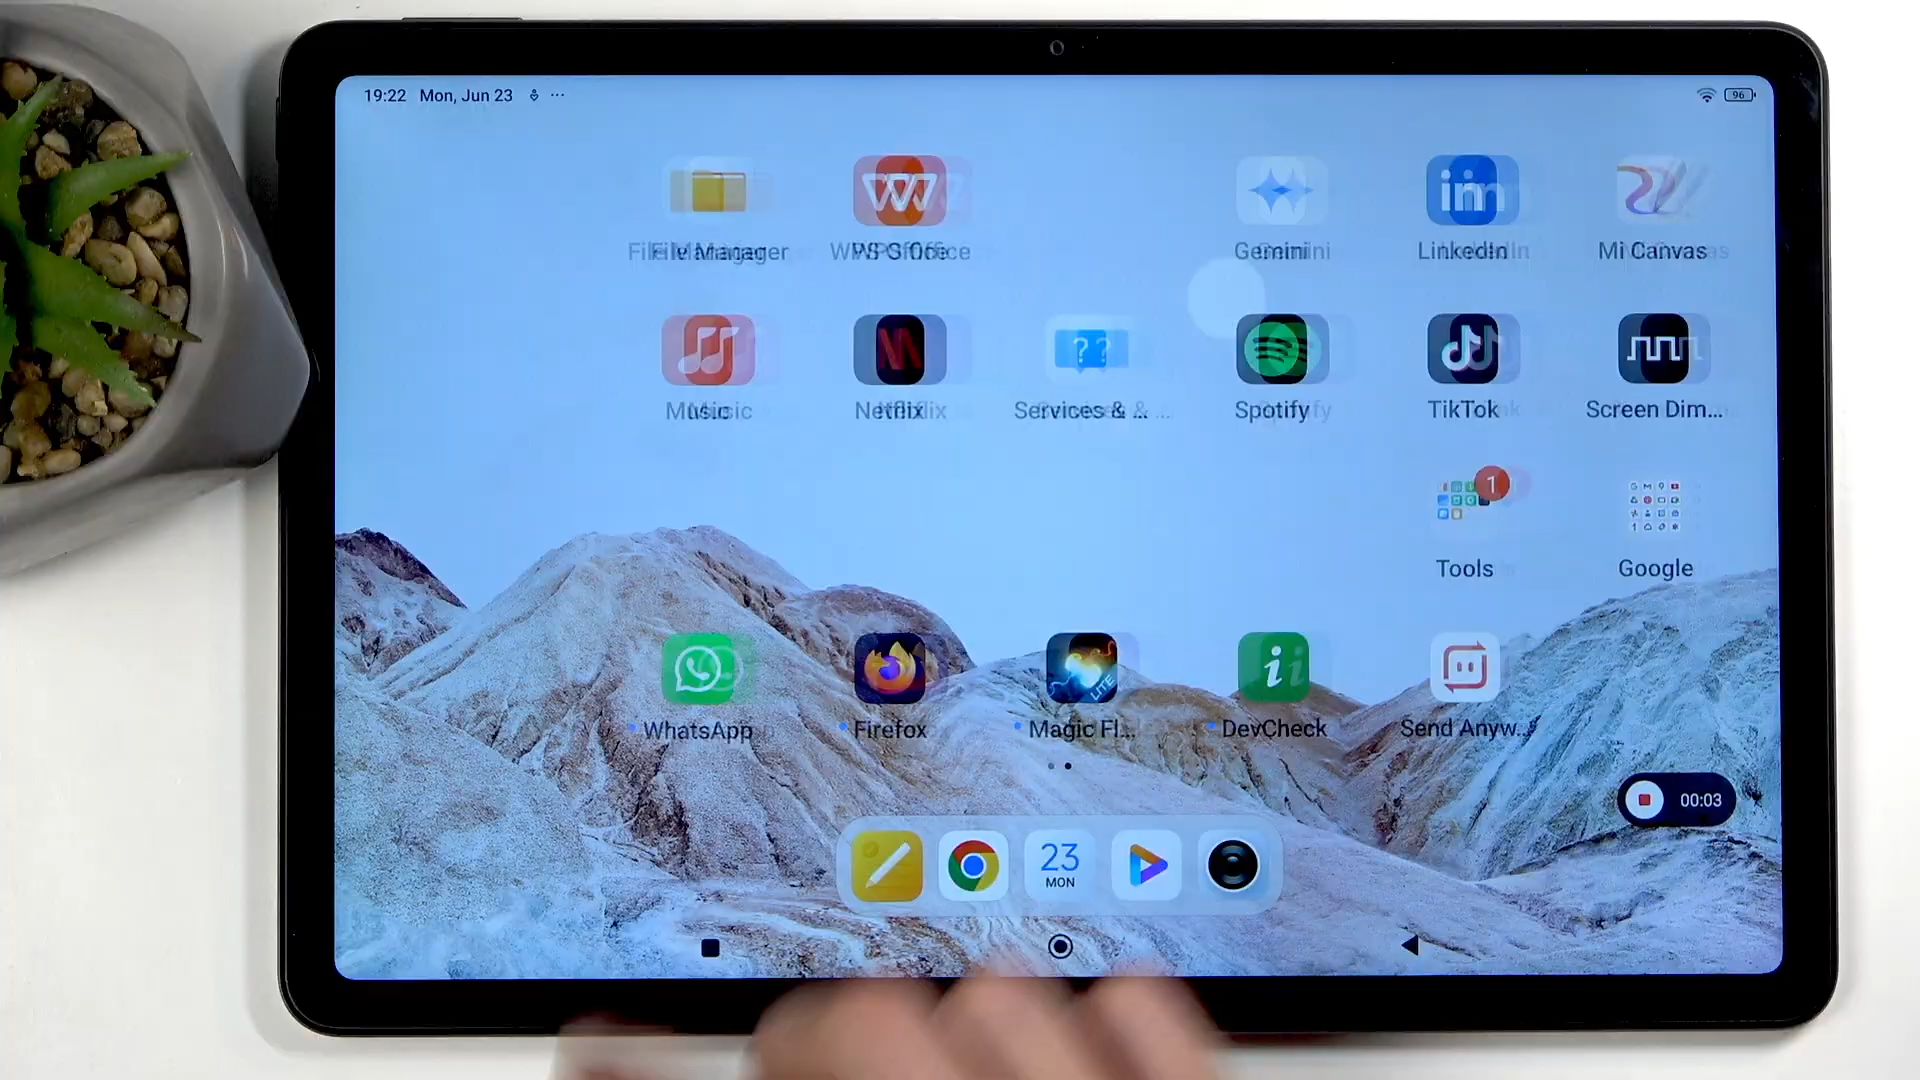 19:22 Mon, Jun 23 ... 96
File Manager WPS Office Gemini LinkedIn Mi Canvas
Music Netflix Services & ... Spotify TikTok Screen Dim...
1
Tools Google
LITE
WhatsApp Firefox Magic Fl... DevCheck Send Anyw...
00:03
23
MON